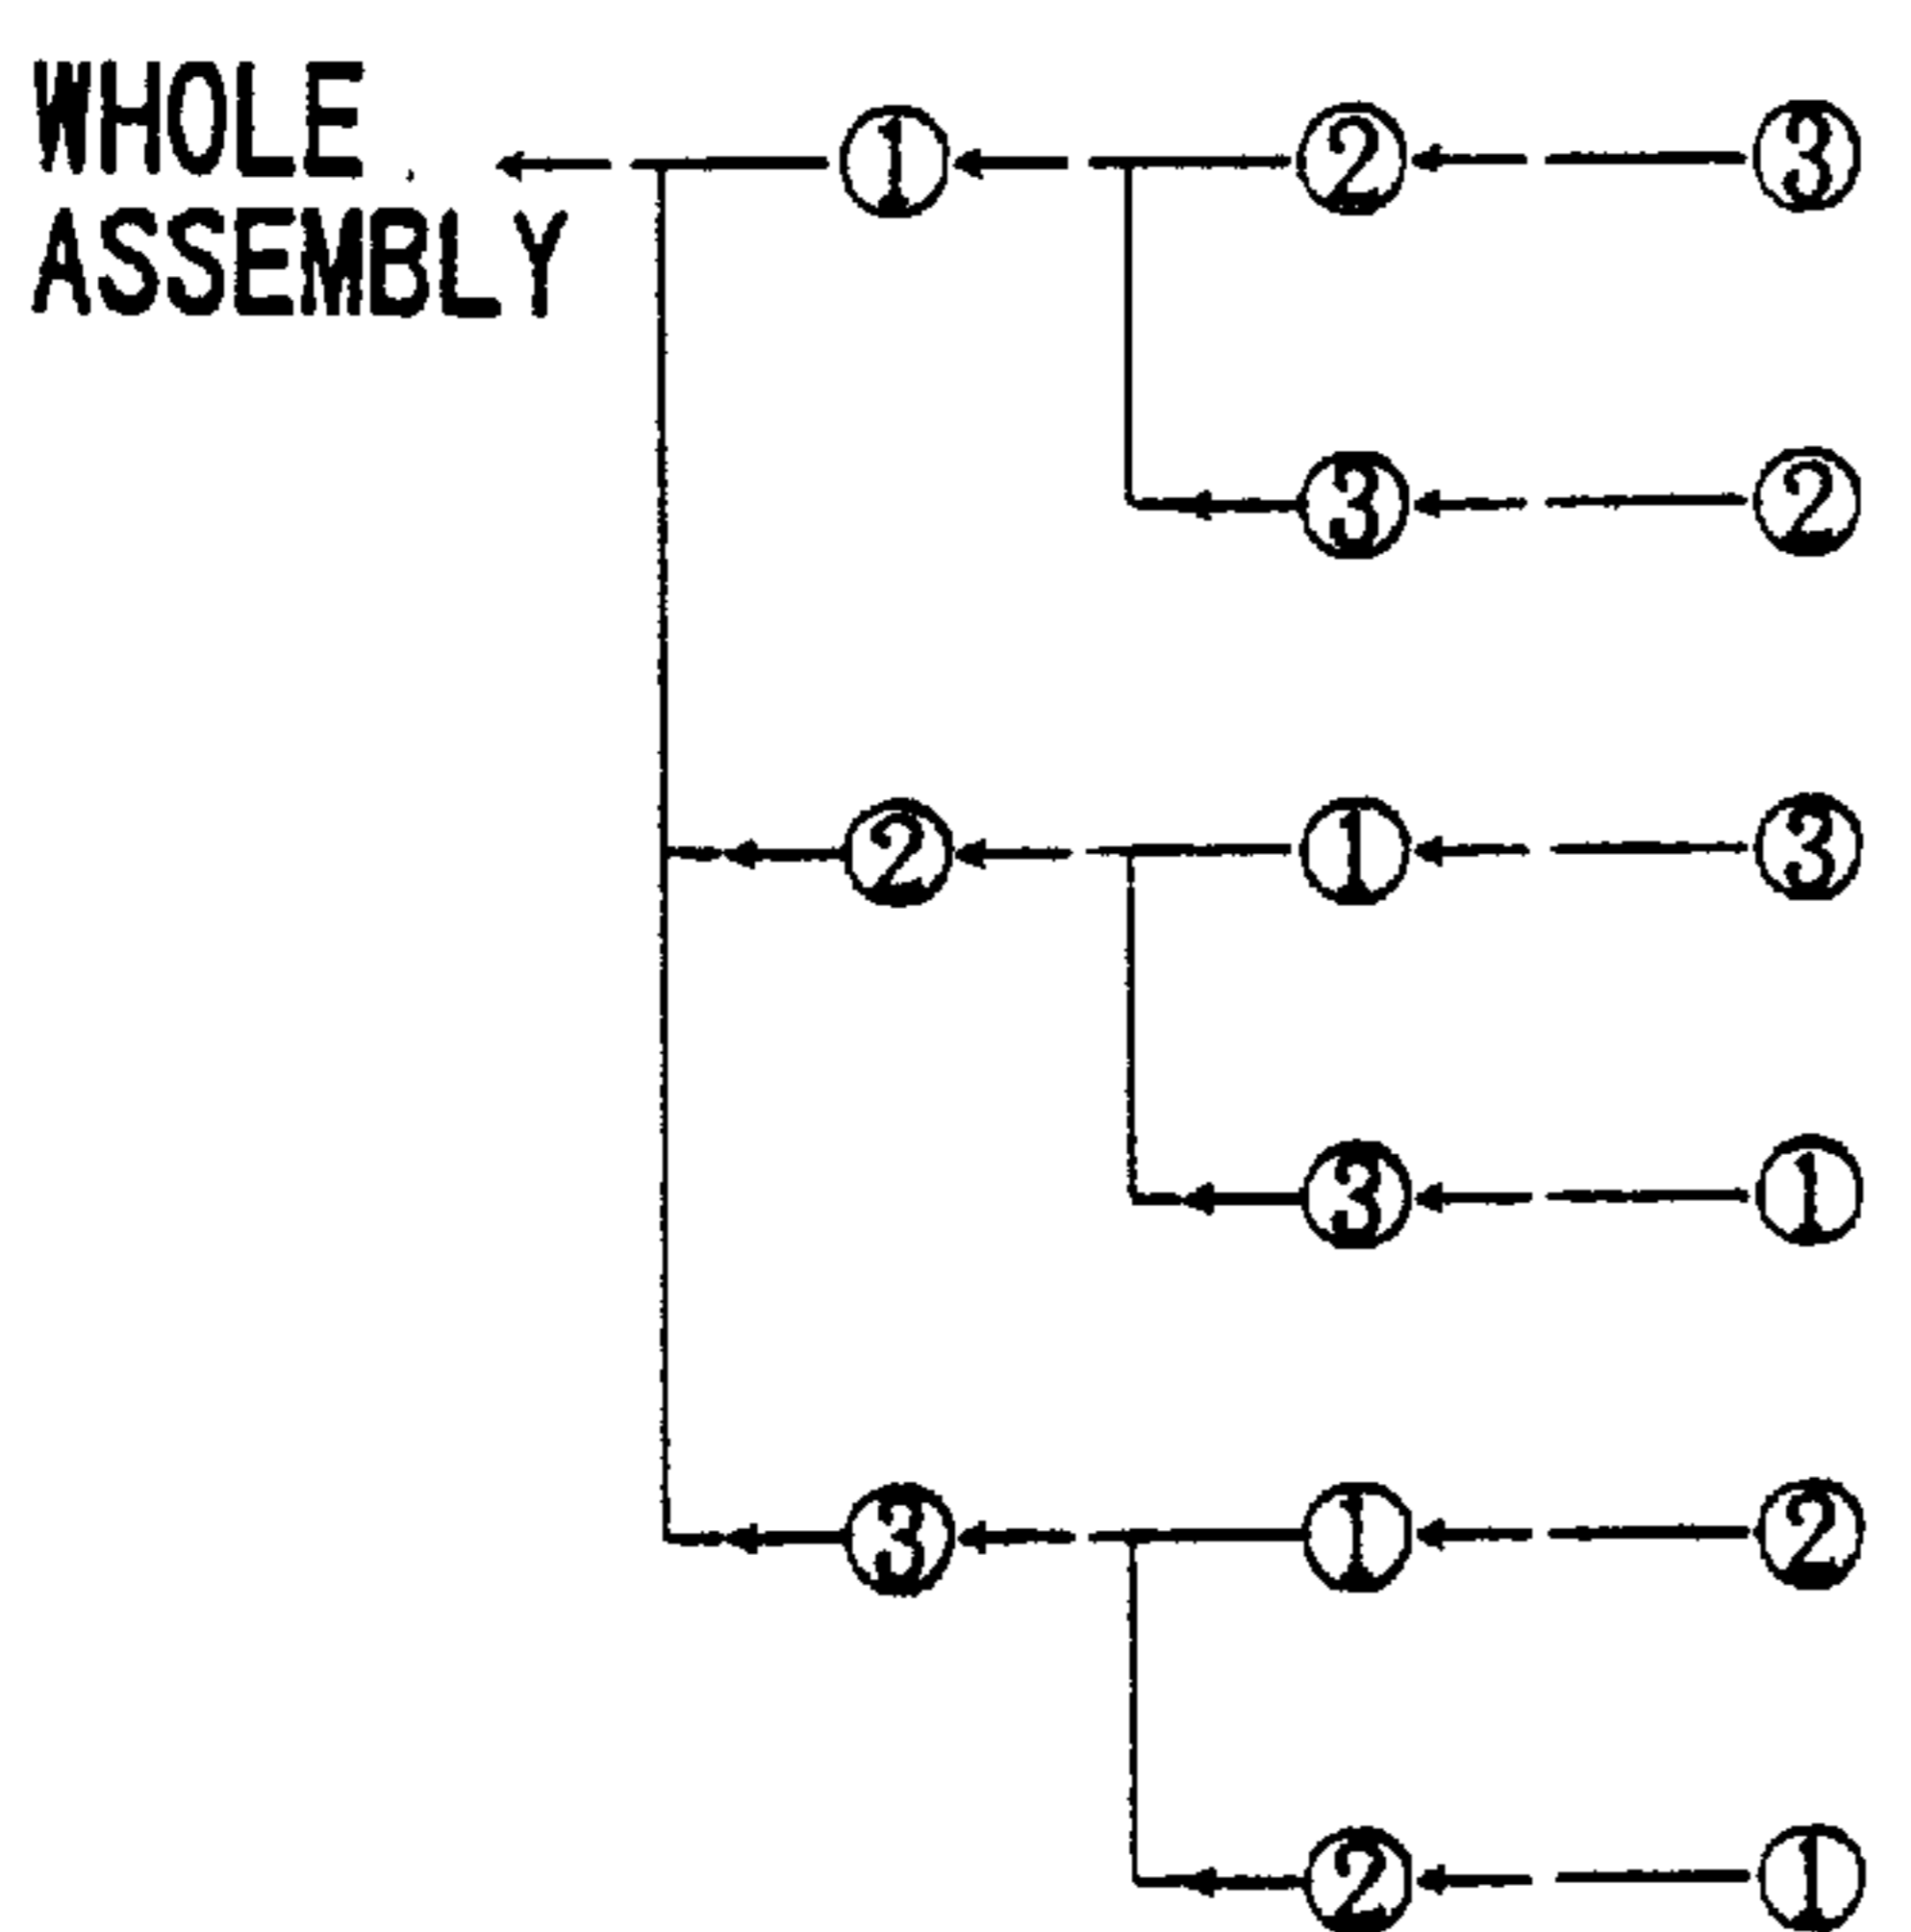 WHOLE
ASSEMBLY
① ② ③
③ ②
② ① ③
③ ①
③ ① ②
② ①